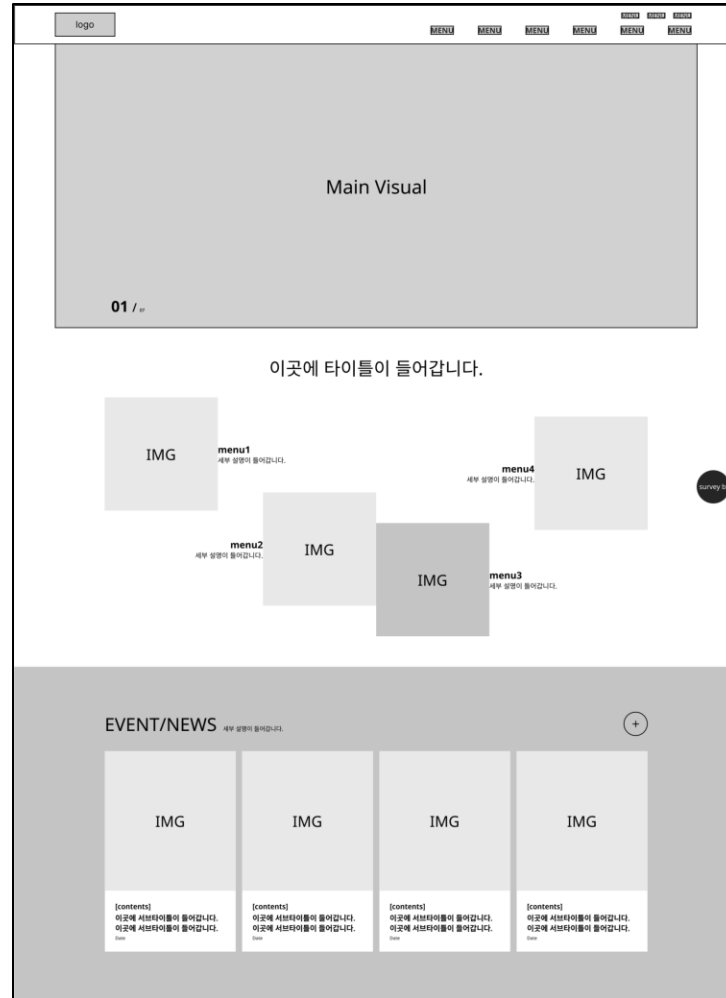 logo
MENU MENU MENU MENU MENU MENU
Main Visual
01 /
이곳에 타이틀이 들어갑니다.
IMG
menu1
세부 설명이 들어갑니다.
menu4
세부 설명이 들어갑니다.
IMG
survey b
menu2
세부 설명이 들어갑니다.
IMG
IMG
menu3
세부 설명이 들어갑니다.
EVENT/NEWS 세부 설명이 들어갑니다.
+
IMG
IMG
IMG
IMG
[contents]
이곳에 서브타이틀이 들어갑니다.
이곳에 서브타이틀이 들어갑니다.
Date
[contents]
이곳에 서브타이틀이 들어갑니다.
이곳에 서브타이틀이 들어갑니다.
Date
[contents]
이곳에 서브타이틀이 들어갑니다.
이곳에 서브타이틀이 들어갑니다.
Date
[contents]
이곳에 서브타이틀이 들어갑니다.
이곳에 서브타이틀이 들어갑니다.
Date